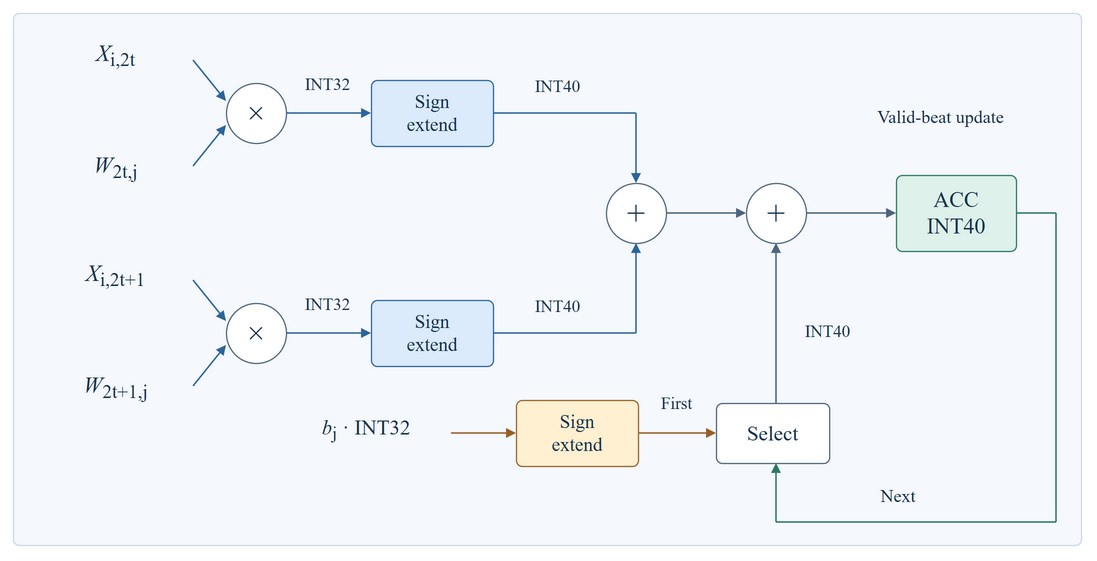 X_{i,2t}
W_{2t,j}
×
INT32
Sign
extend
INT40
Valid-beat update
+
+
ACC
INT40
X_{i,2t+1}
W_{2t+1,j}
×
INT32
Sign
extend
INT40
INT40
b_j · INT32
Sign
extend
First
Select
Next